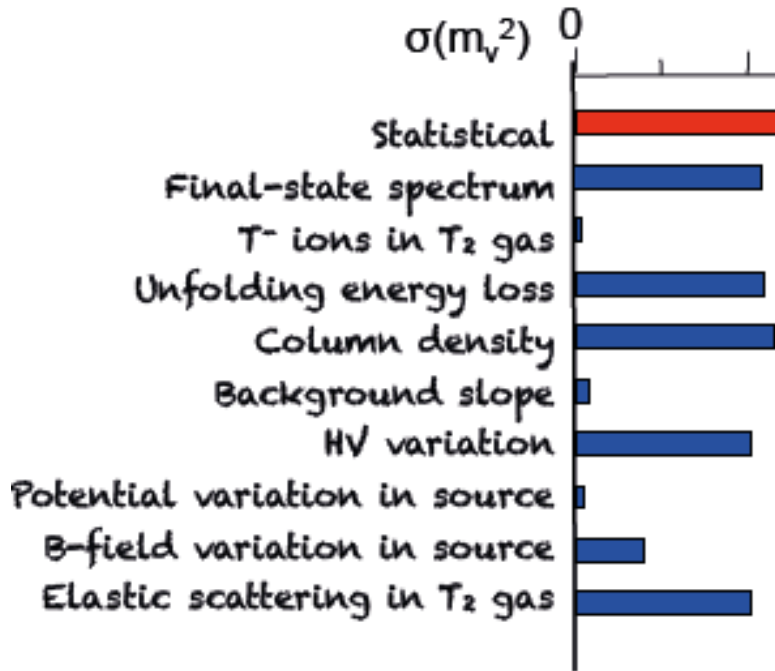 σ(mᵥ²) 0
Statistical
Final-state spectrum
T⁻ ions in T₂ gas
Unfolding energy loss
Column density
Background slope
HV variation
Potential variation in source
B-field variation in source
Elastic scattering in T₂ gas